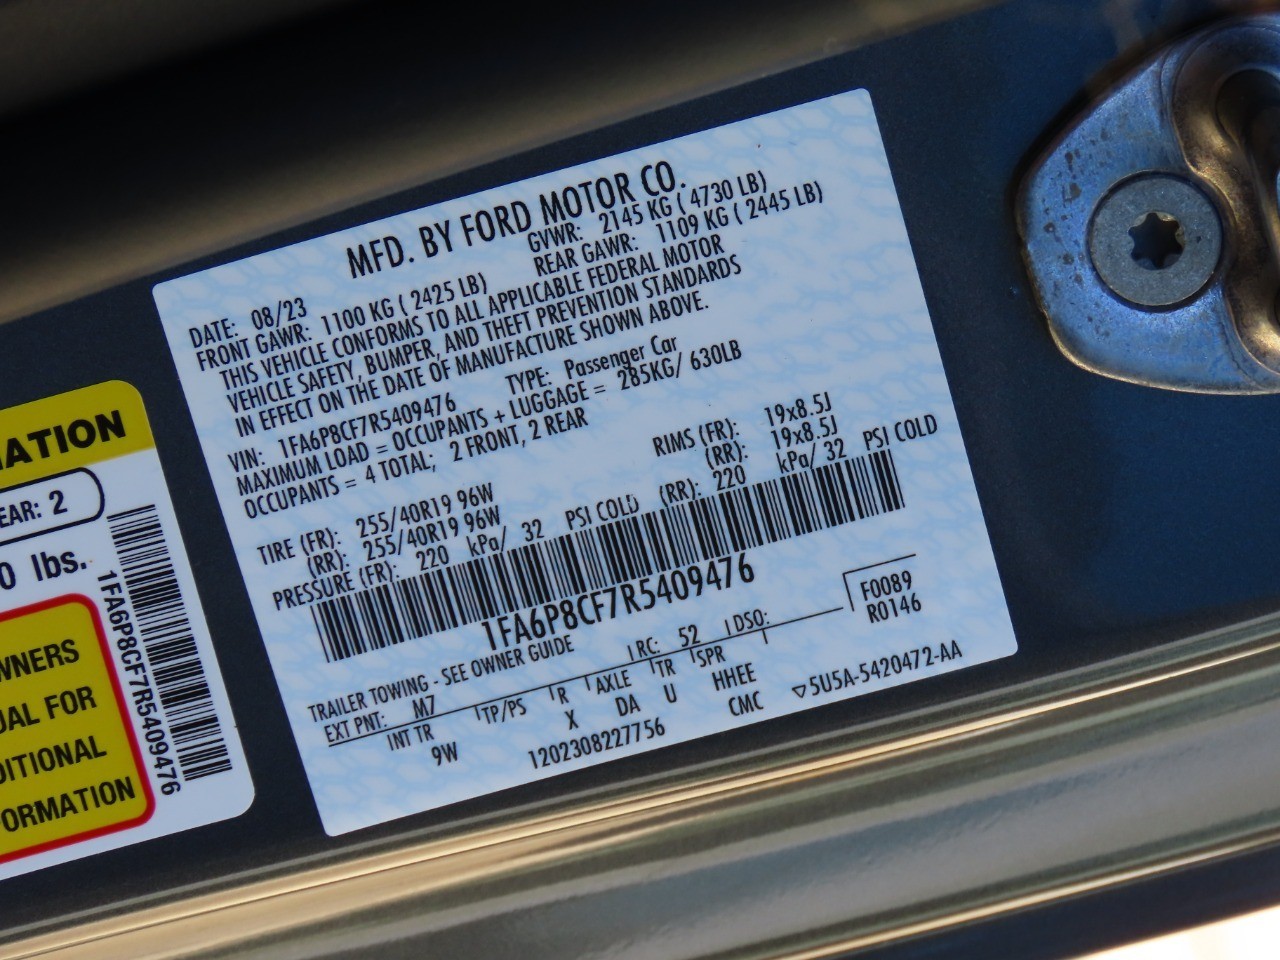 MFD. BY FORD MOTOR CO.
DATE: 08/23 GVWR: 2145 KG ( 4730 LB)
FRONT GAWR: 1100 KG ( 2425 LB) REAR GAWR: 1109 KG ( 2445 LB)
THIS VEHICLE CONFORMS TO ALL APPLICABLE FEDERAL MOTOR
VEHICLE SAFETY, BUMPER, AND THEFT PREVENTION STANDARDS
IN EFFECT ON THE DATE OF MANUFACTURE SHOWN ABOVE.
VIN: 1FA6P8CF7R5409476 TYPE: Passenger Car
MAXIMUM LOAD = OCCUPANTS + LUGGAGE = 285KG/ 630LB
OCCUPANTS = 4 TOTAL; 2 FRONT, 2 REAR
TIRE (FR): 255/40R19 96W RIMS (FR): 19x8.5J
(RR): 255/40R19 96W (RR): 19x8.5J
PRESSURE (FR): 220 kPa/ 32 PSI COLD (RR): 220 kPa/ 32 PSI COLD
1FA6P8CF7R5409476
TRAILER TOWING - SEE OWNER GUIDE
F0089
R0146
EXT PNT: M7 RC: 52 DSO:
INT TR TP/PS R AXLE TR SPR
9W X DA U HHEE
1202308227756 CMC ▽5U5A-5420472-AA
MATION
EAR: 2
0 lbs.
WNERS
UAL FOR
DITIONAL
ORMATION
1FA6P8CF7R5409476